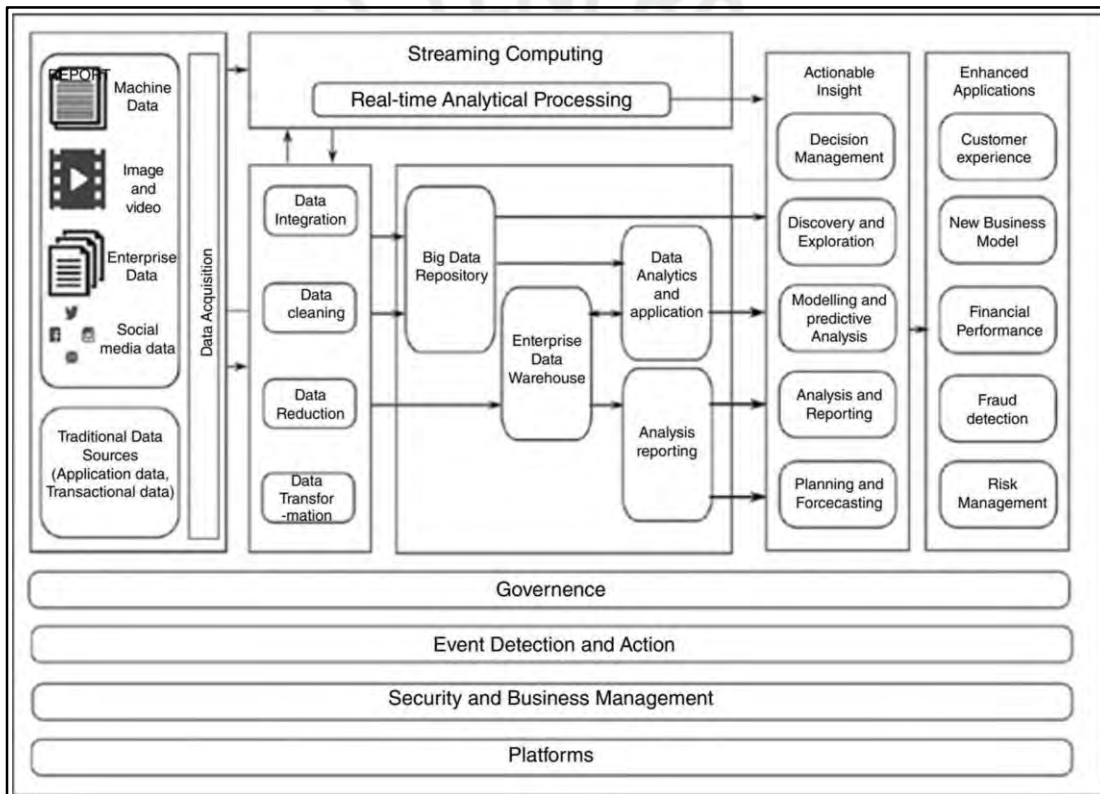 REPORT
Machine
Data
Image
and
video
Enterprise
Data
Social
media data
Traditional Data
Sources
(Application data,
Transactional data)
Data Acquisition
Streaming Computing
Real-time Analytical Processing
Data
Integration
Data
cleaning
Data
Reduction
Data
Transfor
-mation
Big Data
Repository
Enterprise
Data
Warehouse
Data
Analytics
and
application
Analysis
reporting
Actionable
Insight
Decision
Management
Discovery and
Exploration
Modelling and
predictive
Analysis
Analysis and
Reporting
Planning and
Forcecasting
Enhanced
Applications
Customer
experience
New Business
Model
Financial
Performance
Fraud
detection
Risk
Management
Governence
Event Detection and Action
Security and Business Management
Platforms